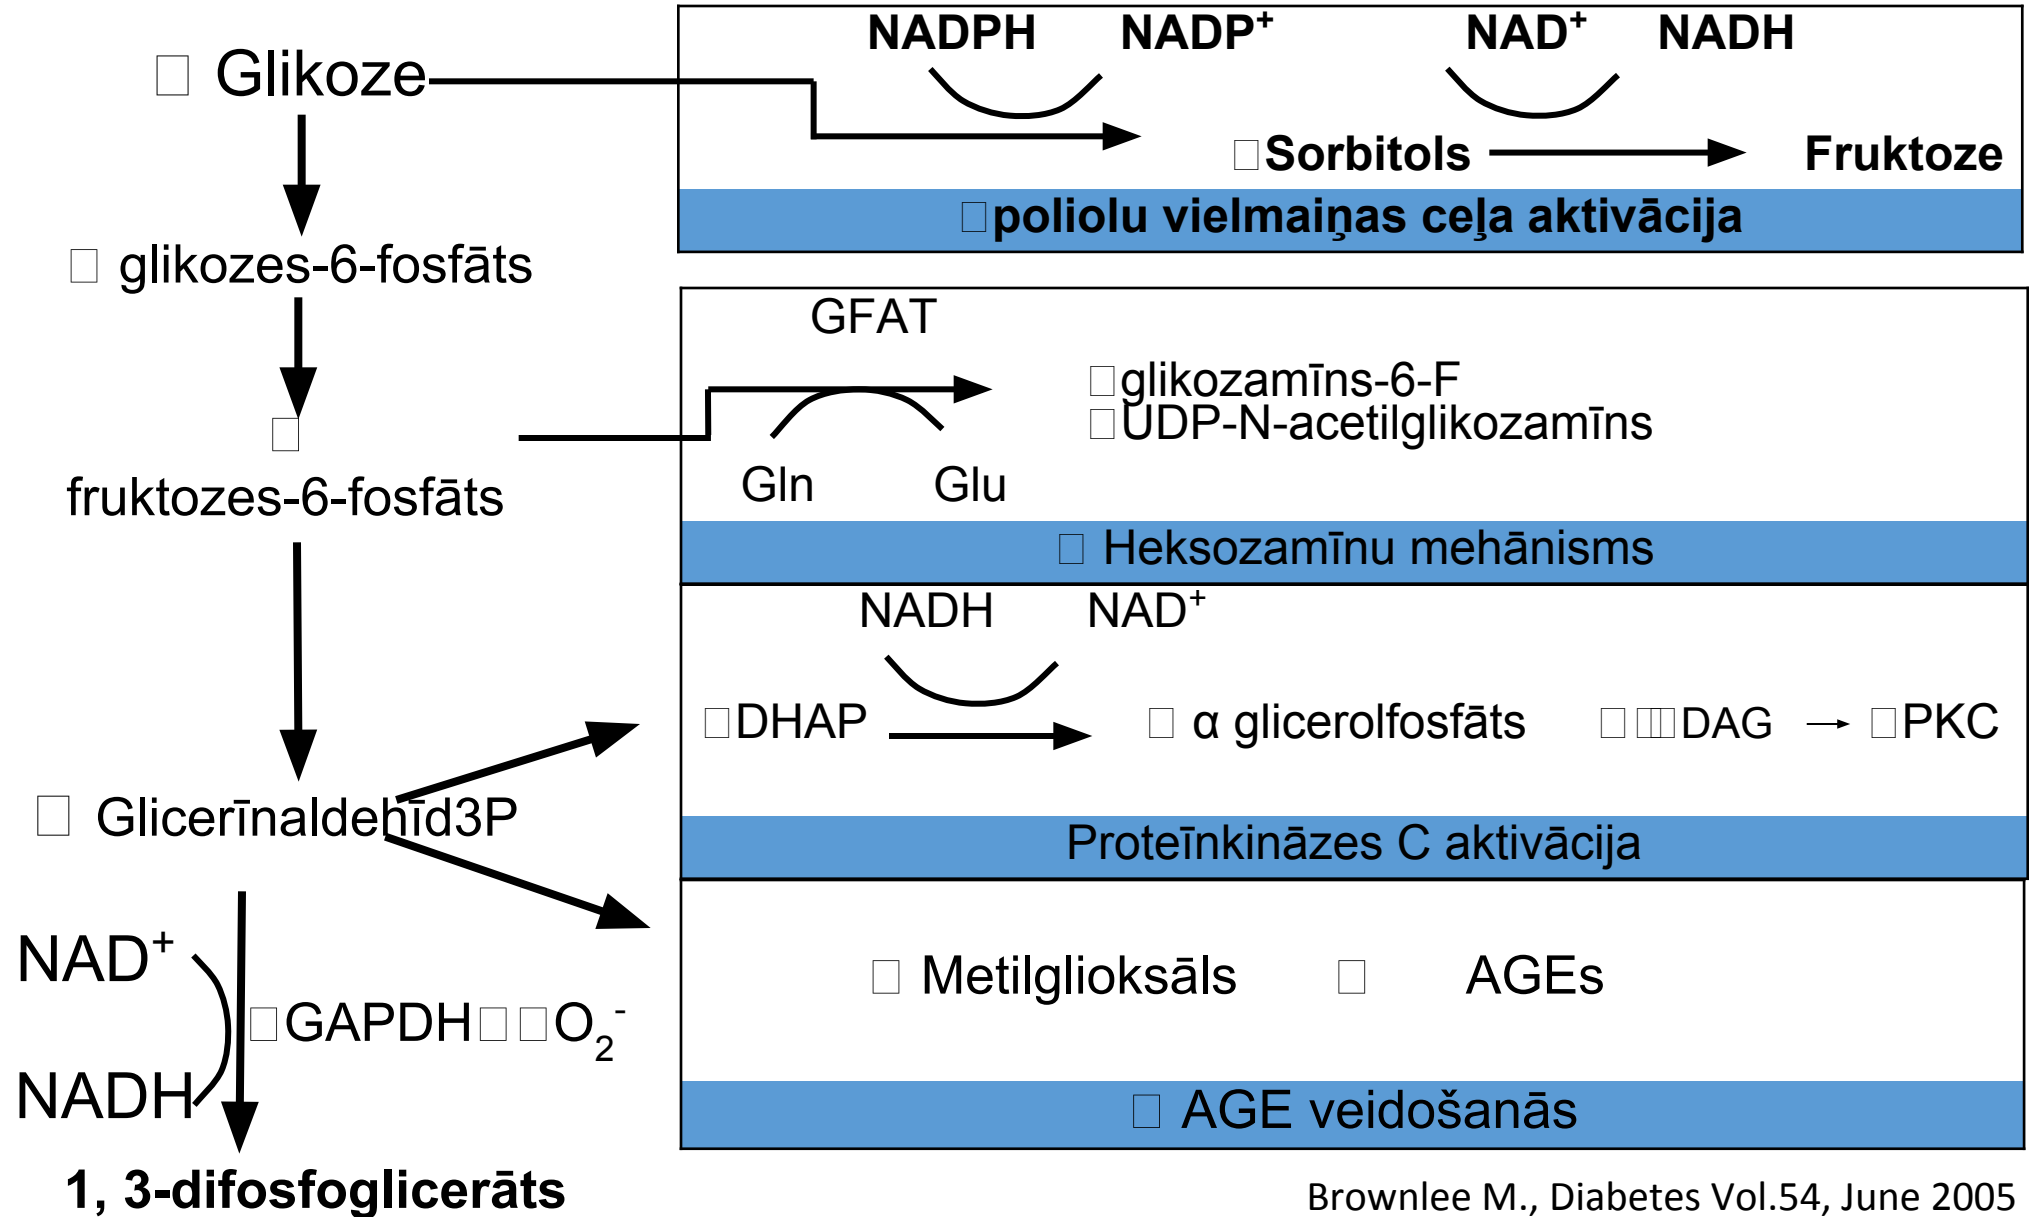 NADPH NADP⁺ NAD⁺ NADH
□ Glikoze
□Sorbitols Fruktoze
□poliolu vielmaiņas ceļa aktivācija
□ glikozes-6-fosfāts
GFAT
□glikozamīns-6-F
□UDP-N-acetilglikozamīns
□
fruktozes-6-fosfāts
Gln Glu
□ Heksozamīnu mehānisms
NADH NAD⁺
□DHAP □ α glicerolfosfāts □ □□□DAG → □PKC
□ Glicerīnaldehīd3P
Proteīnkināzes C aktivācija
NAD⁺
□ Metilglioksāls □ AGEs
□GAPDH□ □O₂⁻
NADH
□ AGE veidošanās
1, 3-difosfoglicerāts
Brownlee M., Diabetes Vol.54, June 2005